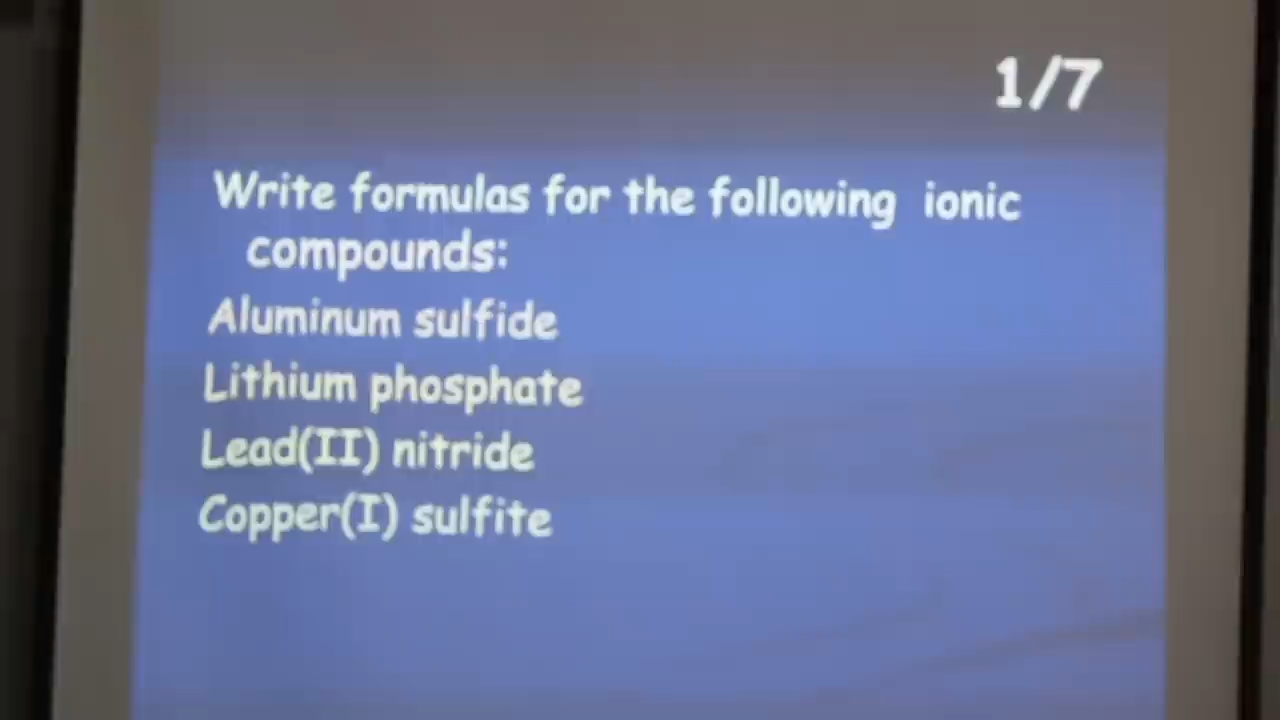 1/7
Write formulas for the following ionic
compounds:
Aluminum sulfide
Lithium phosphate
Lead(II) nitride
Copper(I) sulfite